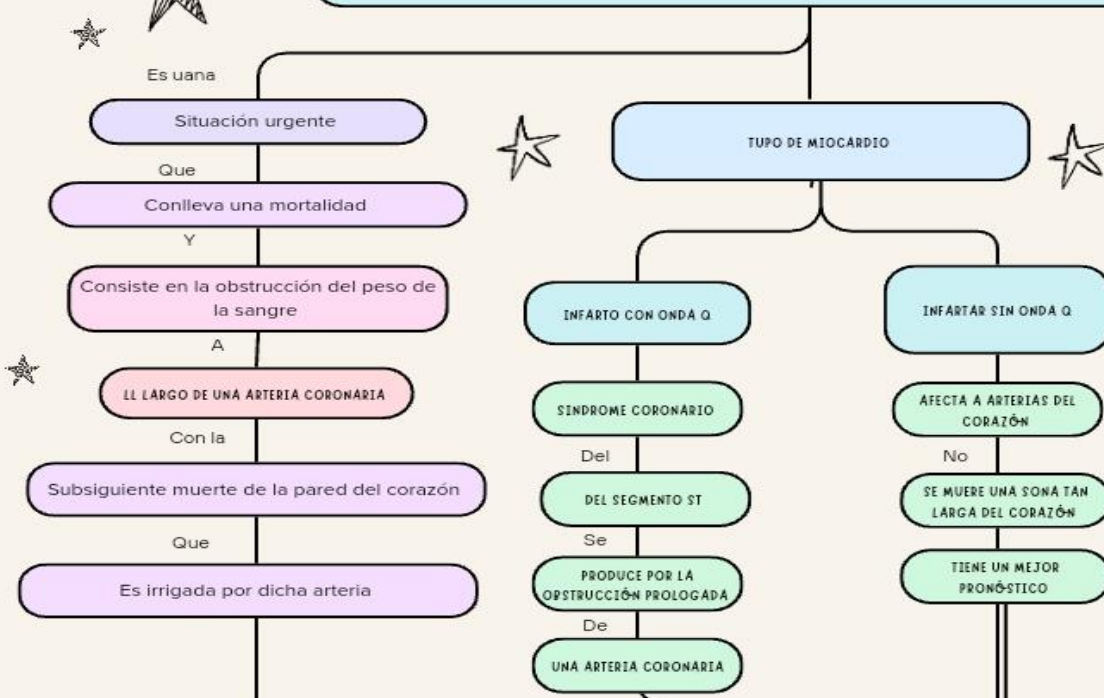 Es uana
Situación urgente
Que
Conlleva una mortalidad
Y
Consiste en la obstrucción del peso de
la sangre
A
LL LARGO DE UNA ARTERIA CORONARIA
Con la
Subsiguiente muerte de la pared del corazón
Que
Es irrigada por dicha arteria
TUPO DE MIOCARDIO
INFARTO CON ONDA Q
SINDROME CORONARIO
Del
DEL SEGMENTO ST
Se
PRODUCE POR LA
OBSTRUCCIÓN PROLOGADA
De
UNA ARTERIA CORONARIA
INFARTAR SIN ONDA Q
AFECTA A ARTERIAS DEL
CORAZÓN
No
SE MUERE UNA SONA TAN
LARGA DEL CORAZÓN
TIENE UN MEJOR
PRONÓSTICO